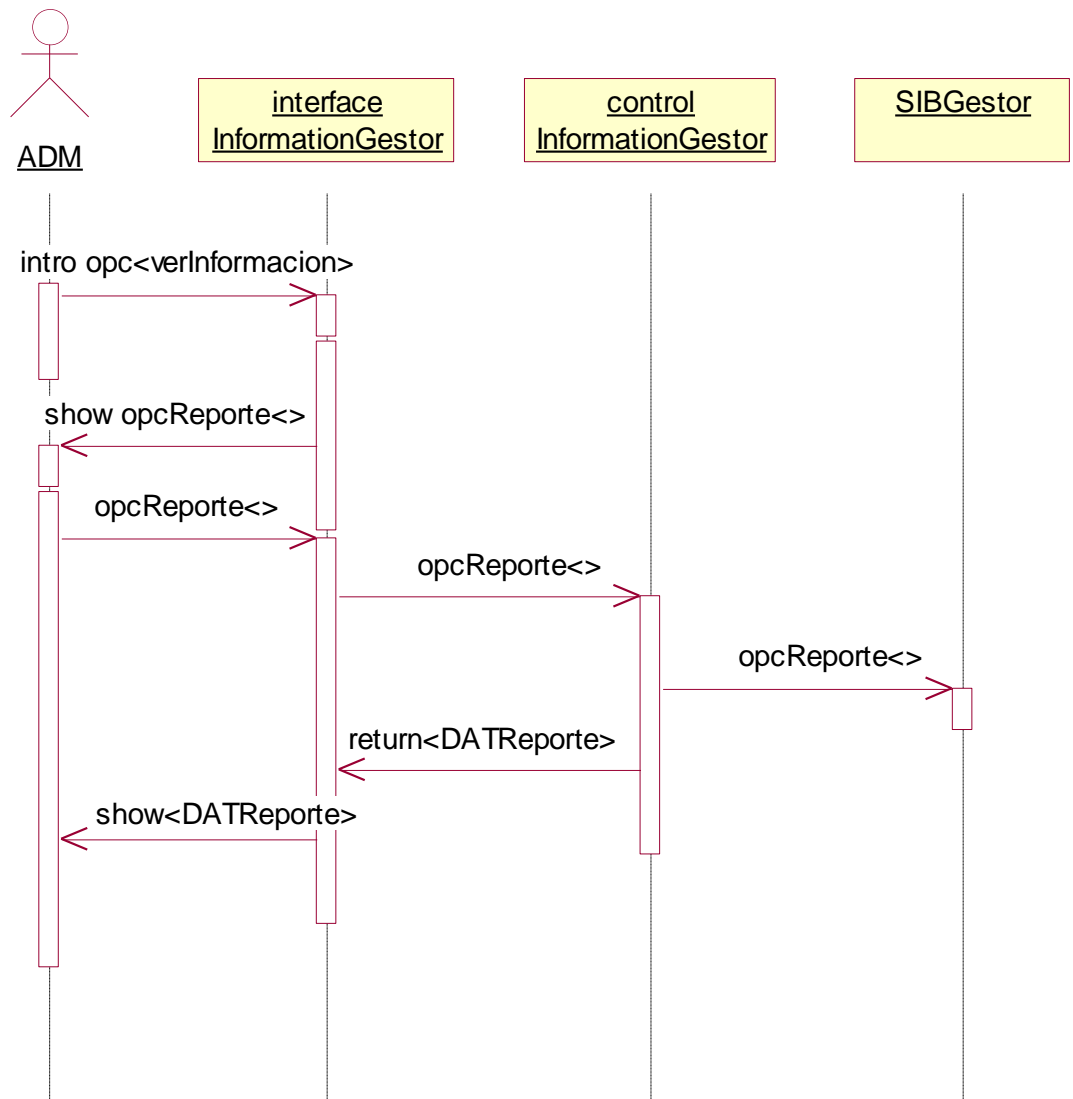 ADM
interface
InformationGestor
control
InformationGestor
SIBGestor
intro opc<verInformacion>
show opcReporte<>
opcReporte<>
opcReporte<>
opcReporte<>
return<DATReporte>
show<DATReporte>